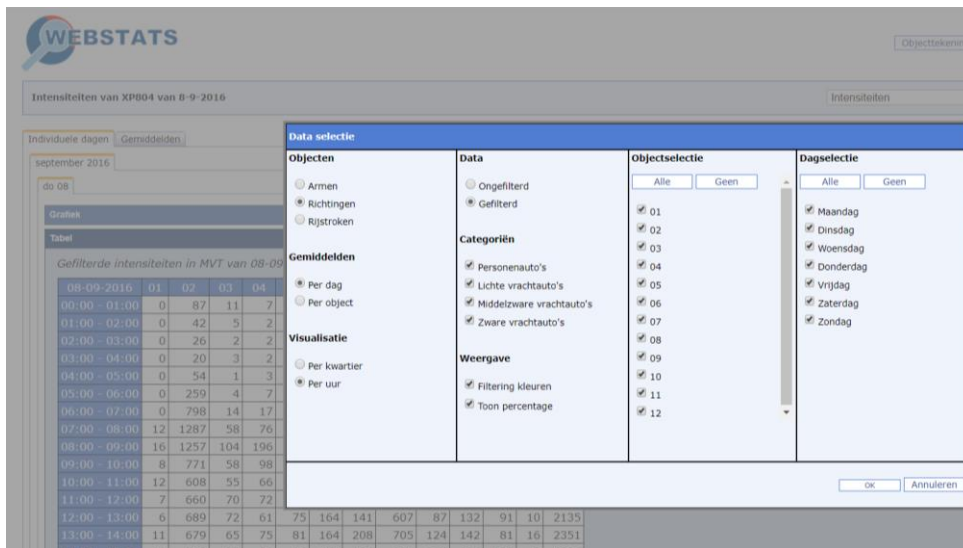 WEBSTATS
Intensiteiten van XP804 van 8-9-2016
Intensiteiten
Individuele dagen Gemiddelden
september 2016
do 08
Grafiek
Tabel
Gefilterde intensiteiten in MVT van 08-09
08-09-2016 01 02 03 04
00:00 - 01:00 0 87 11 7
01:00 - 02:00 0 42 5 2
02:00 - 03:00 0 26 2 2
03:00 - 04:00 0 20 3 2
04:00 - 05:00 0 54 1 3
05:00 - 06:00 0 259 4 7
06:00 - 07:00 0 798 14 17
07:00 - 08:00 12 1287 58 76
08:00 - 09:00 16 1257 104 196
09:00 - 10:00 8 771 58 98
10:00 - 11:00 12 608 55 66
11:00 - 12:00 7 660 70 72
12:00 - 13:00 6 689 72 61 75 164 141 607 87 132 91 10 2135
13:00 - 14:00 11 679 65 75 81 164 208 705 124 142 81 16 2351
Data selectie
Objecten
Armen
Richtingen
Rijstroken
Gemiddelden
Per dag
Per object
Visualisatie
Per kwartier
Per uur
Data
Ongefilterd
Gefilterd
Categoriën
Personenauto's
Lichte vrachtauto's
Middelzware vrachtauto's
Zware vrachtauto's
Weergave
Filtering kleuren
Toon percentage
Objectselectie
Alle Geen
01
02
03
04
05
06
07
08
09
10
11
12
Dagselectie
Alle Geen
Maandag
Dinsdag
Woensdag
Donderdag
Vrijdag
Zaterdag
Zondag
OK Annuleren